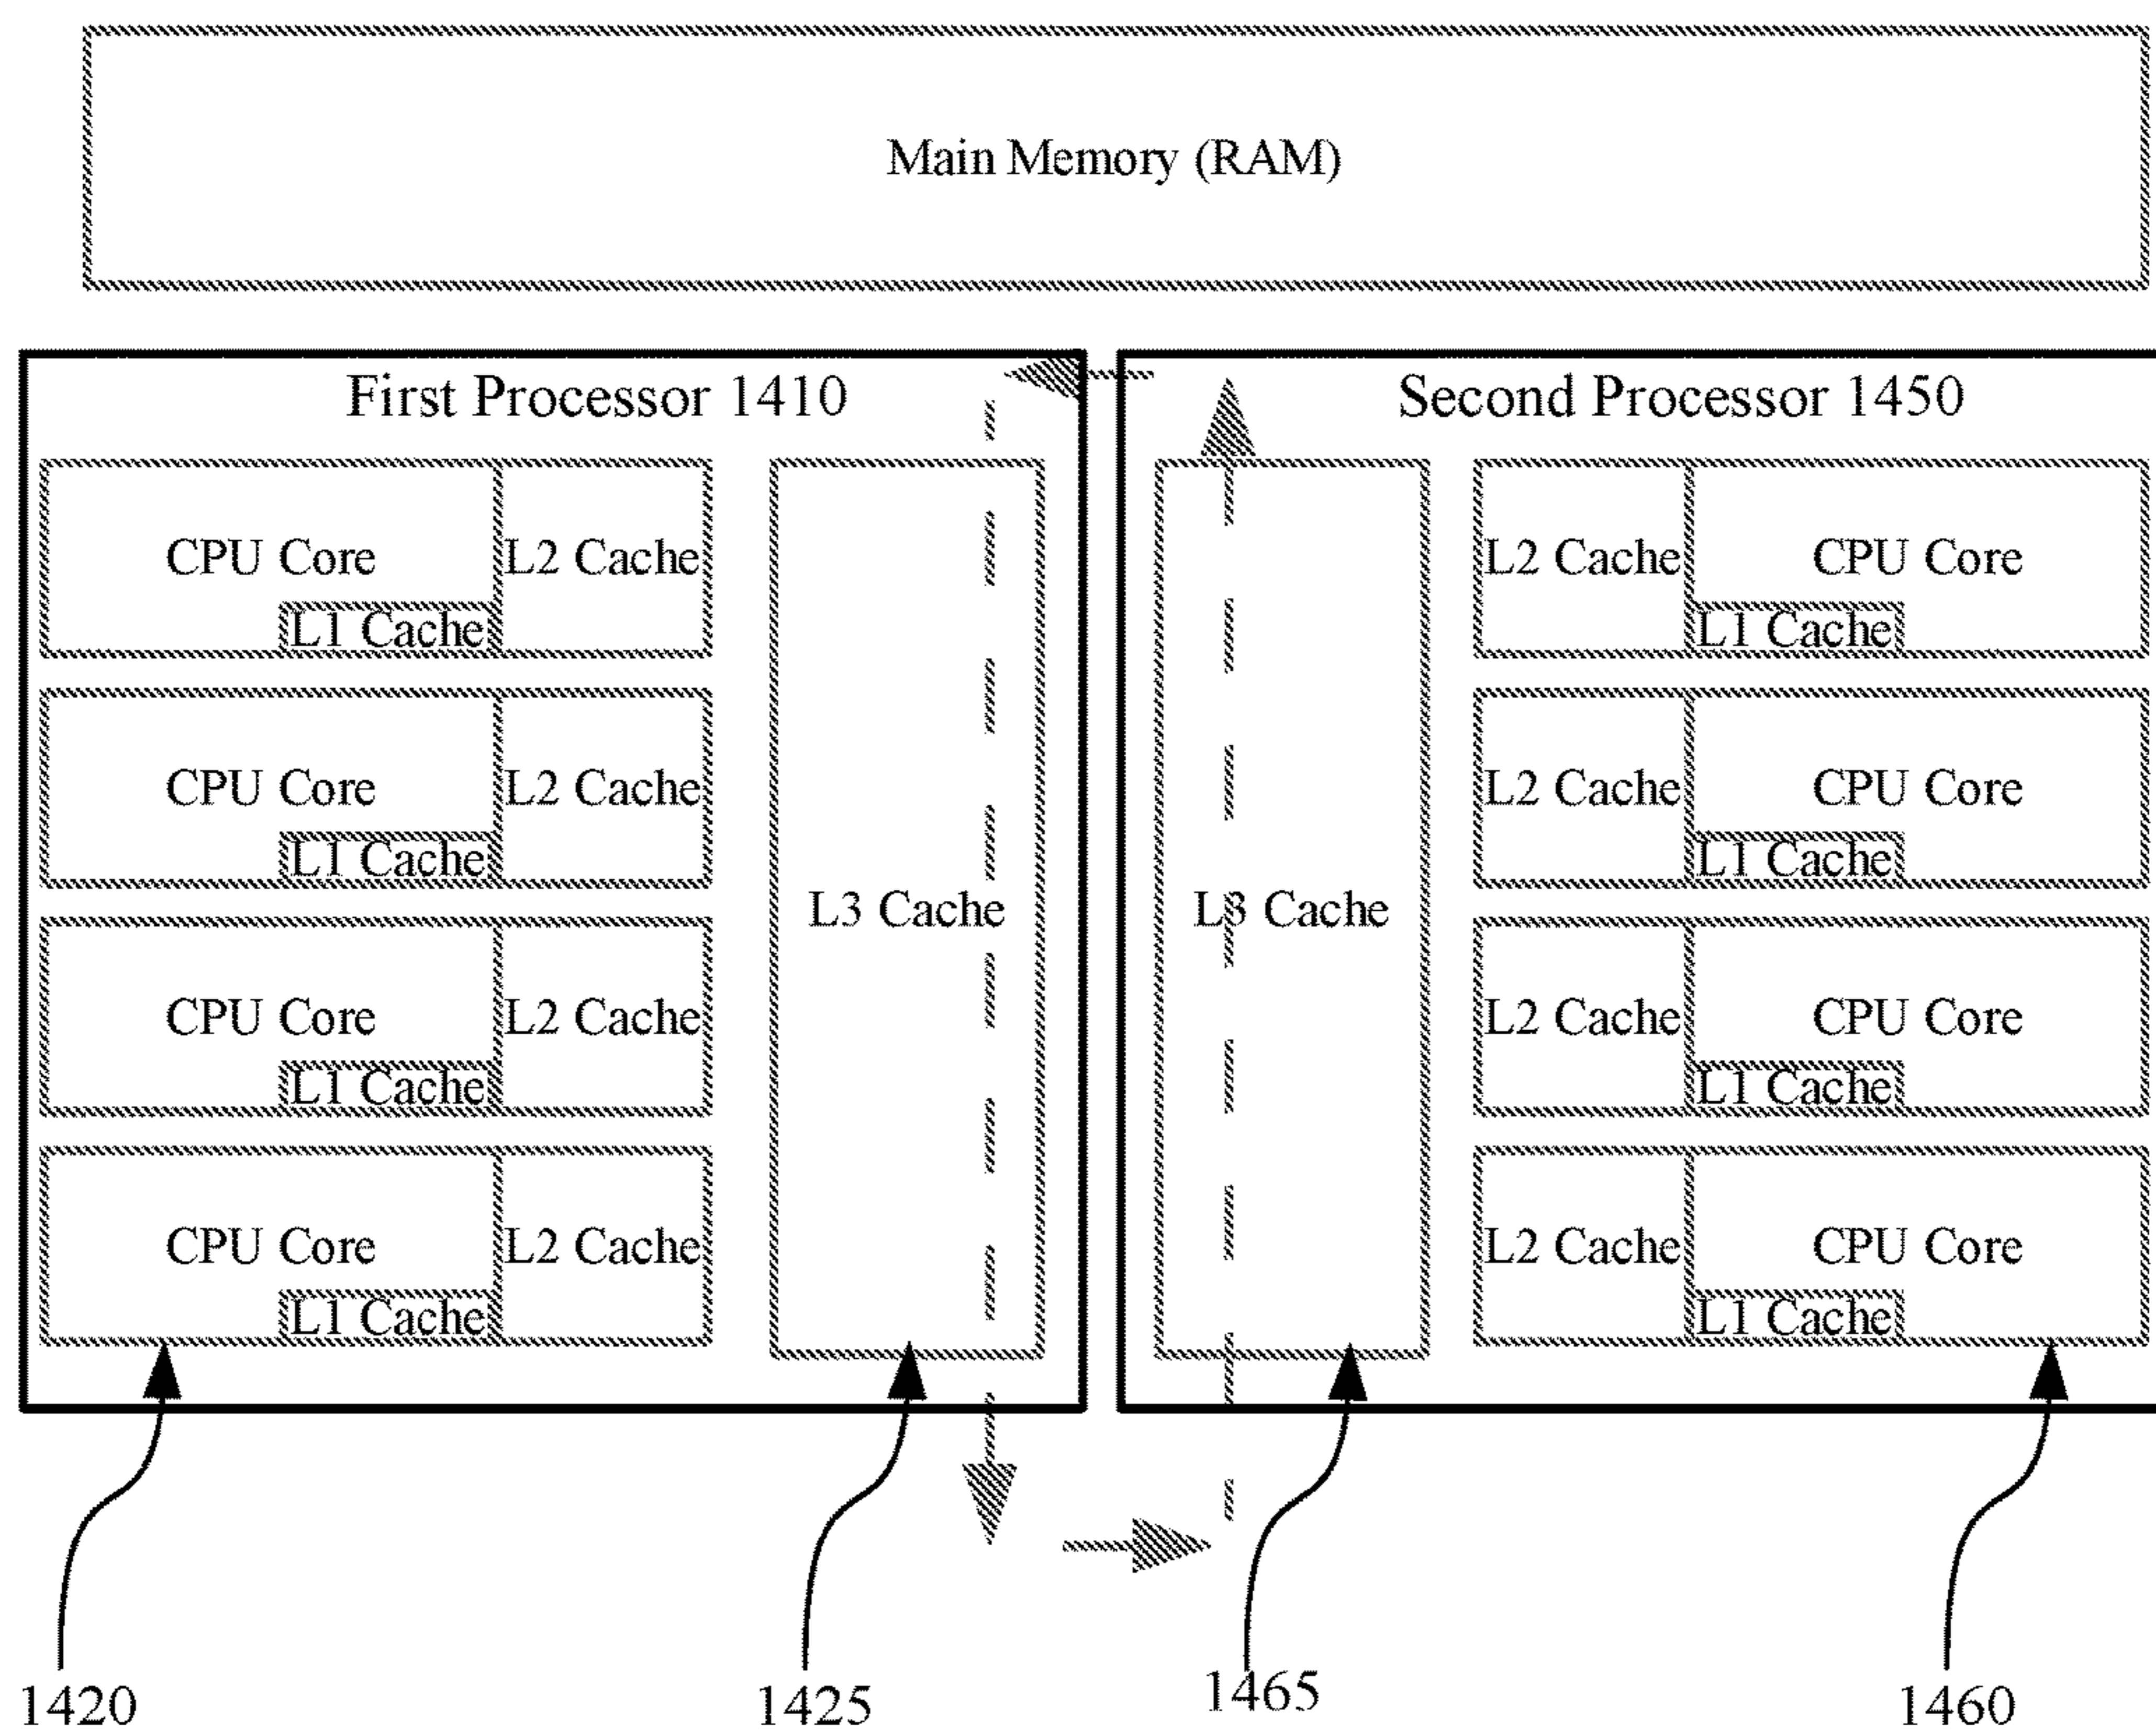 Main Memory (RAM)
First Processor 1410
CPU Core
L2 Cache
L1 Cache
CPU Core
L2 Cache
L1 Cache
CPU Core
L2 Cache
L1 Cache
CPU Core
L2 Cache
L1 Cache
L3 Cache
Second Processor 1450
L3 Cache
L2 Cache
CPU Core
L1 Cache
L2 Cache
CPU Core
L1 Cache
L2 Cache
CPU Core
L1 Cache
L2 Cache
CPU Core
L1 Cache
1420
1425
1465
1460